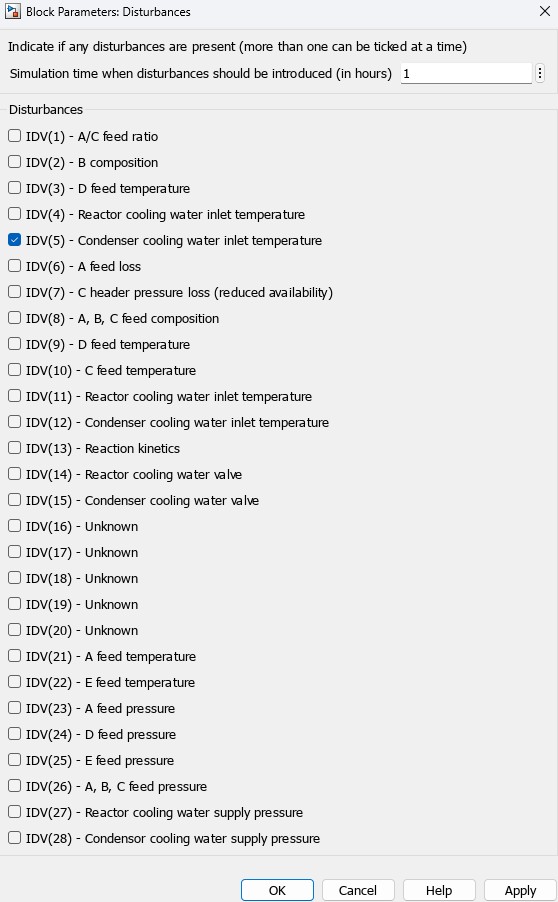 Block Parameters: Disturbances
Indicate if any disturbances are present (more than one can be ticked at a time)
Simulation time when disturbances should be introduced (in hours) 1
Disturbances
IDV(1) - A/C feed ratio
IDV(2) - B composition
IDV(3) - D feed temperature
IDV(4) - Reactor cooling water inlet temperature
IDV(5) - Condenser cooling water inlet temperature
IDV(6) - A feed loss
IDV(7) - C header pressure loss (reduced availability)
IDV(8) - A, B, C feed composition
IDV(9) - D feed temperature
IDV(10) - C feed temperature
IDV(11) - Reactor cooling water inlet temperature
IDV(12) - Condenser cooling water inlet temperature
IDV(13) - Reaction kinetics
IDV(14) - Reactor cooling water valve
IDV(15) - Condenser cooling water valve
IDV(16) - Unknown
IDV(17) - Unknown
IDV(18) - Unknown
IDV(19) - Unknown
IDV(20) - Unknown
IDV(21) - A feed temperature
IDV(22) - E feed temperature
IDV(23) - A feed pressure
IDV(24) - D feed pressure
IDV(25) - E feed pressure
IDV(26) - A, B, C feed pressure
IDV(27) - Reactor cooling water supply pressure
IDV(28) - Condensor cooling water supply pressure
OK Cancel Help Apply